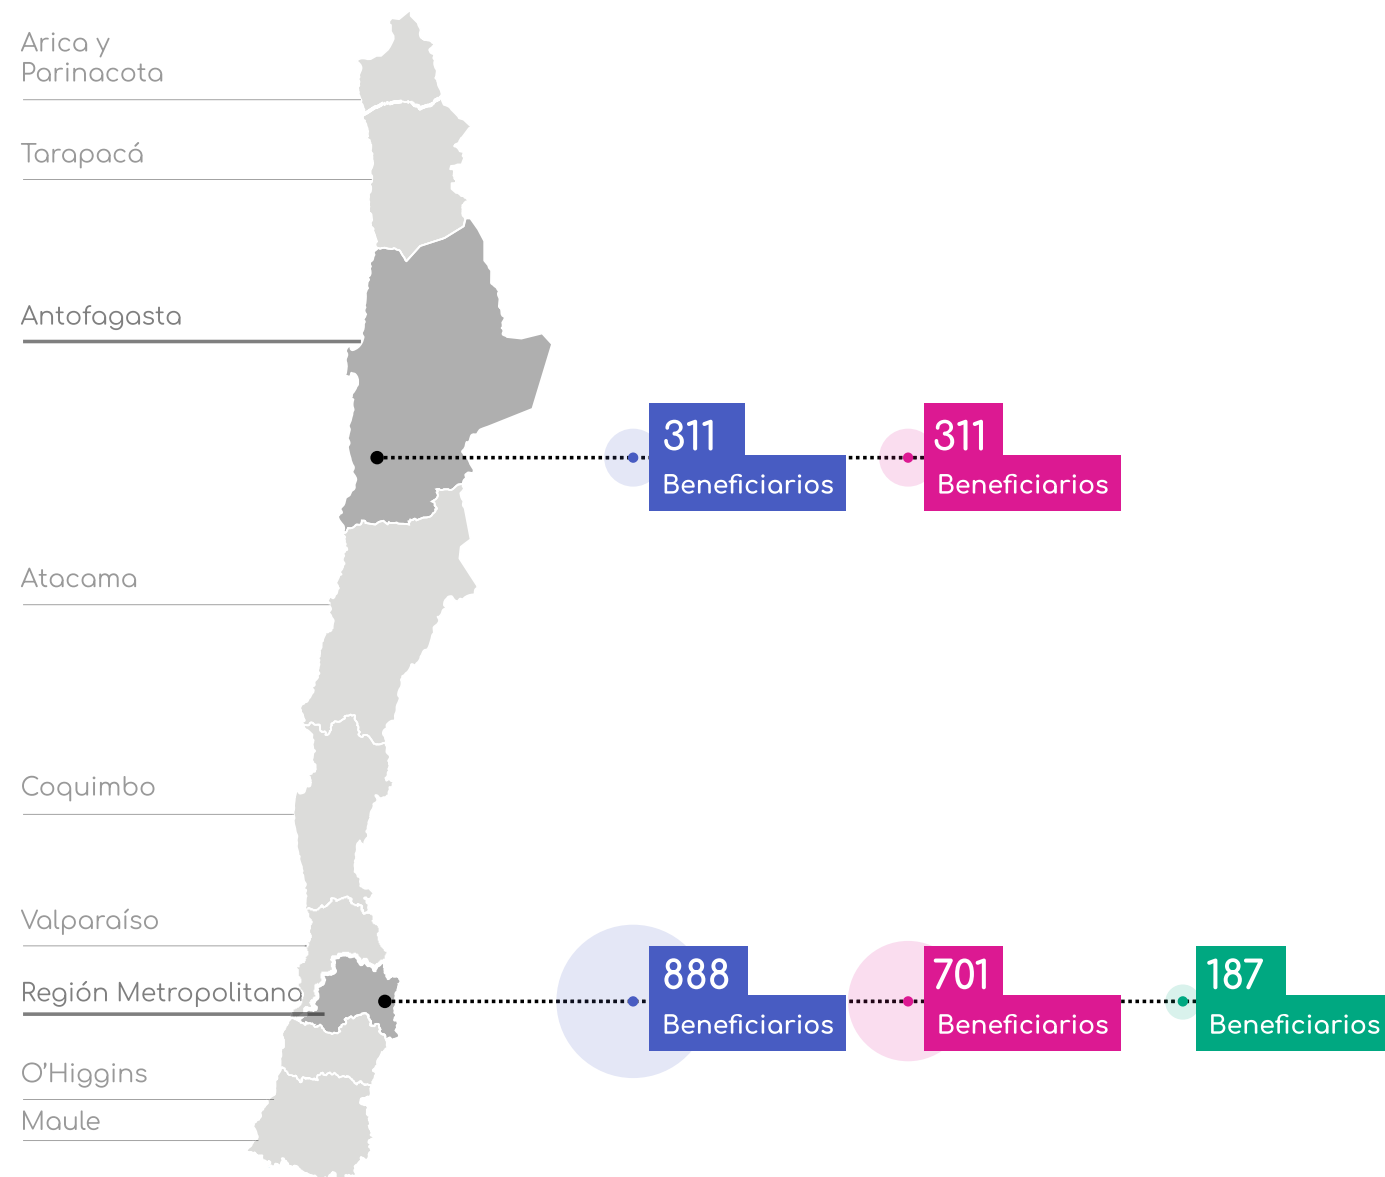 Arica y
Parinacota
Tarapacá
Antofagasta
311
Beneficiarios
311
Beneficiarios
Atacama
Coquimbo
Valparaíso
Región Metropolitana
888
Beneficiarios
701
Beneficiarios
187
Beneficiarios
O'Higgins
Maule